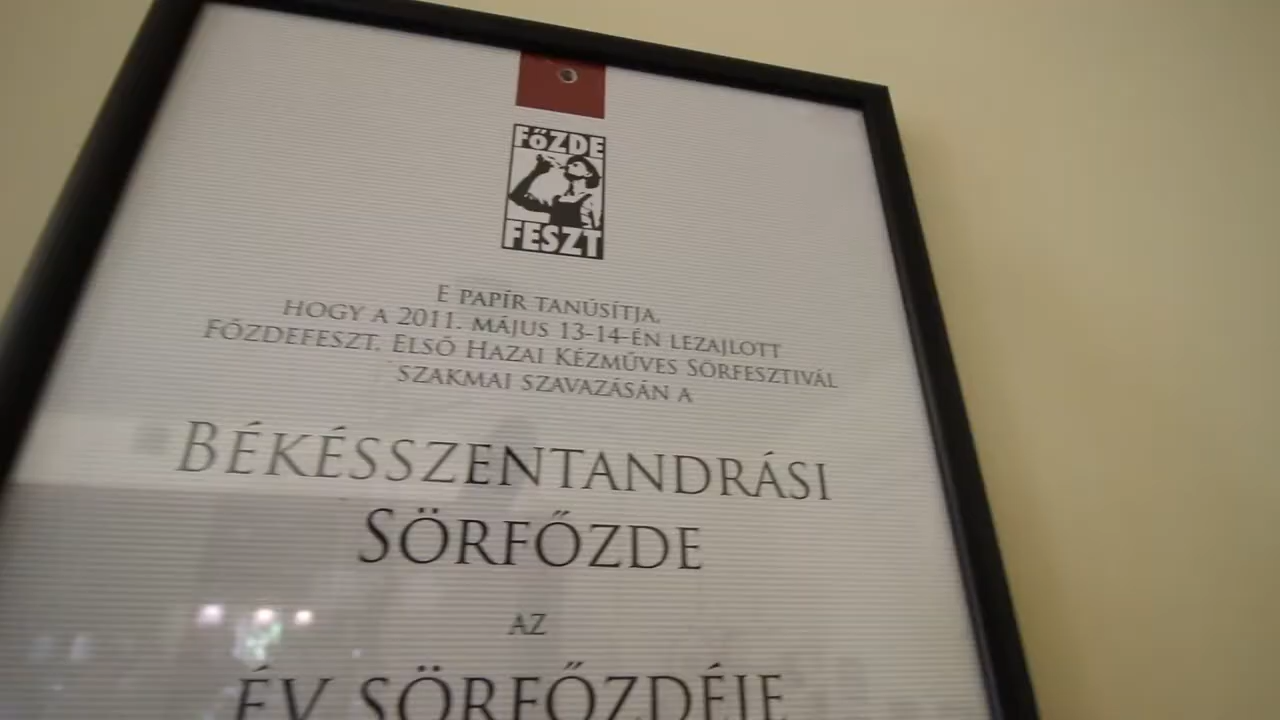 FŐZDE
FESZT
E PAPÍR TANÚSÍTJA,
HOGY A 2011. MÁJUS 13-14-ÉN LEZAJLOTT
FŐZDEFESZT. ELSŐ HAZAI KÉZMŰVES SÖRFESZTIVÁL
SZAKMAI SZAVAZÁSÁN A
BÉKÉSSZENTANDRÁSI
SÖRFŐZDE
AZ
ÉV SÖRFŐZDÉJE